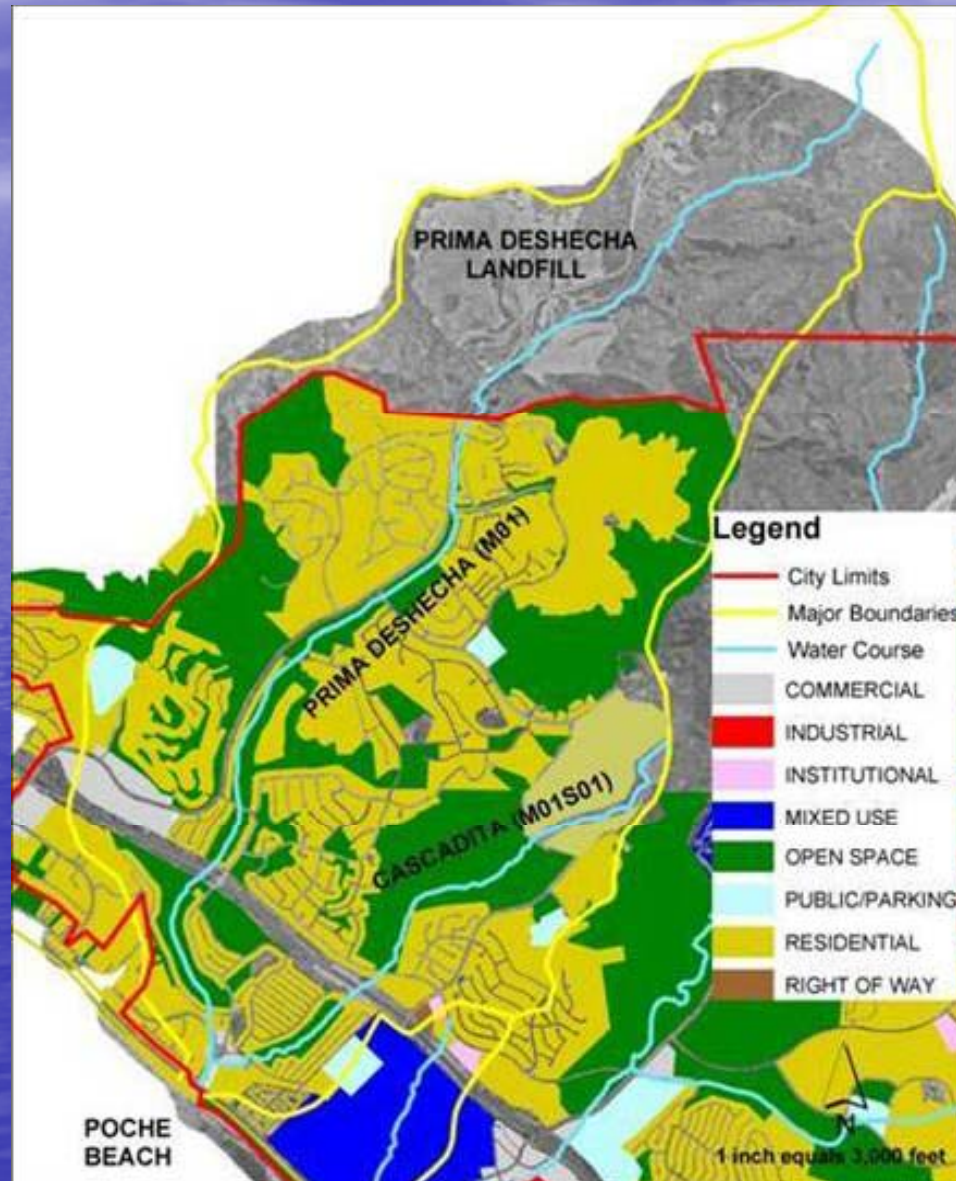 PRIMA DESHECHA
LANDFILL
PRIMA DESHECHA (M01)
CASCADITA (M01S01)
Legend
City Limits
Major Boundaries
Water Course
COMMERCIAL
INDUSTRIAL
INSTITUTIONAL
MIXED USE
OPEN SPACE
PUBLIC/PARKING
RESIDENTIAL
RIGHT OF WAY
POCHE
BEACH
N
1 inch equals 3,000 feet